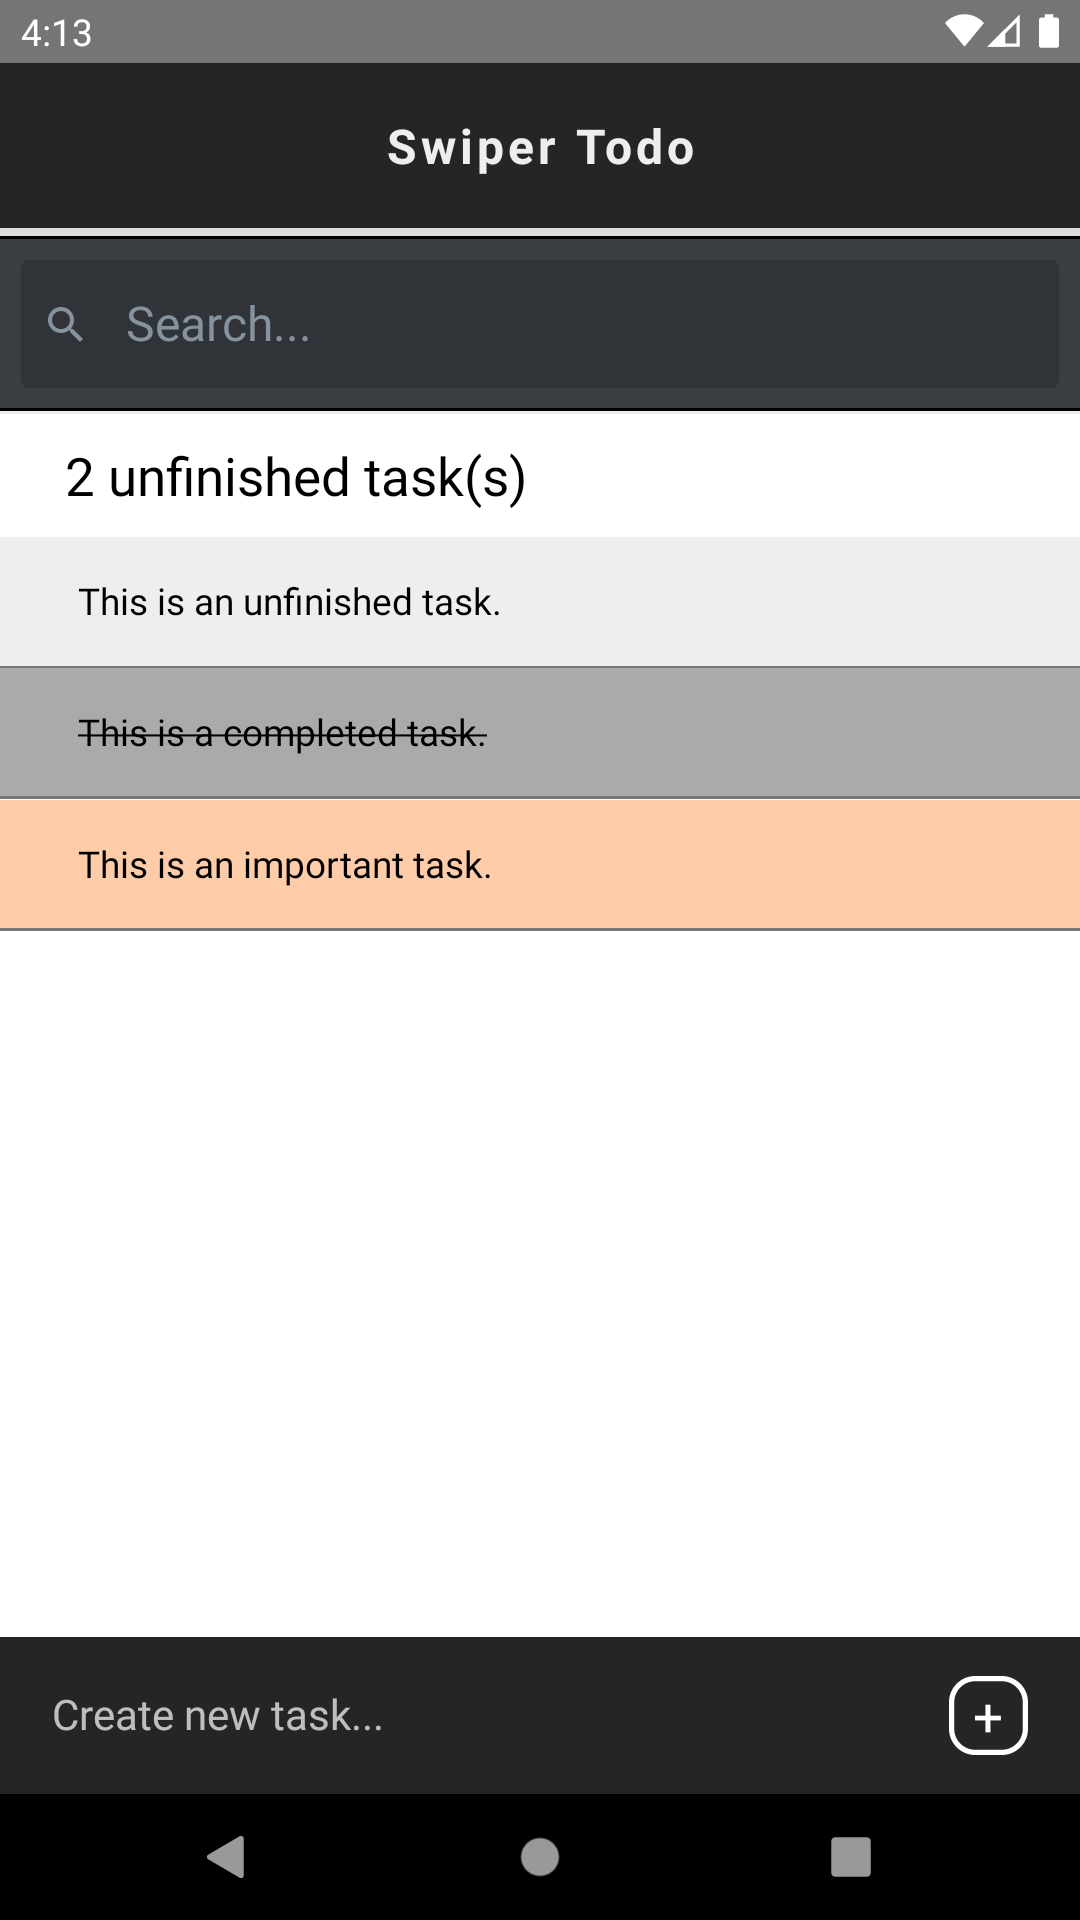 4:13
Swiper Todo
Search...
2 unfinished task(s)
This is an unfinished task.
This is a completed task.
This is an important task.
Create new task...
+